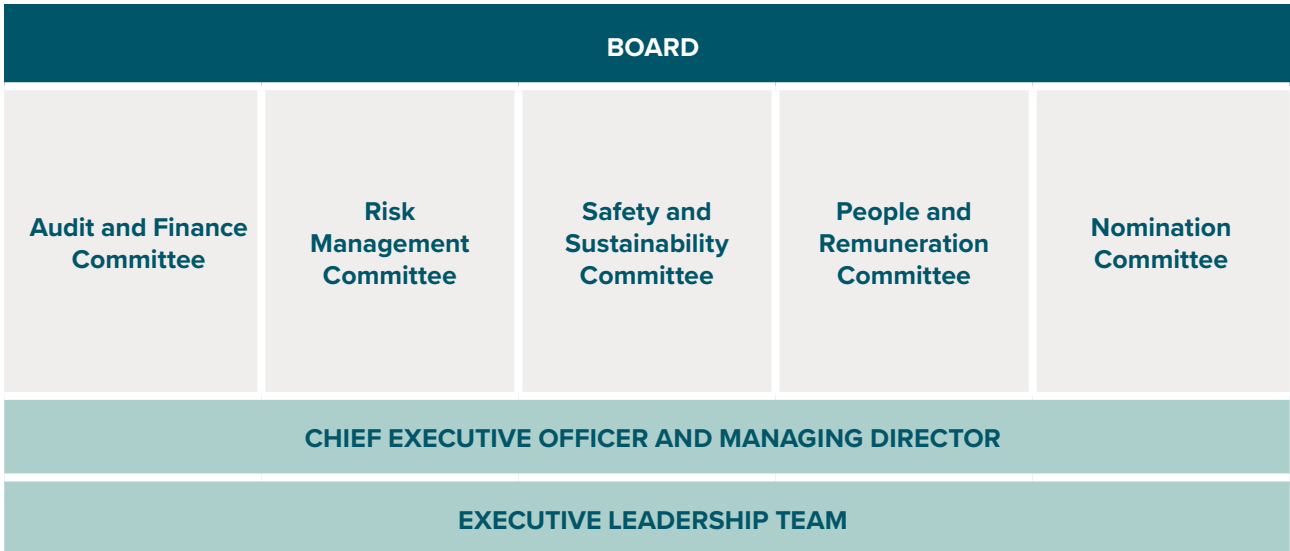 BOARD
Audit and Finance
Committee
Risk
Management
Committee
Safety and
Sustainability
Committee
People and
Remuneration
Committee
Nomination
Committee
CHIEF EXECUTIVE OFFICER AND MANAGING DIRECTOR
EXECUTIVE LEADERSHIP TEAM